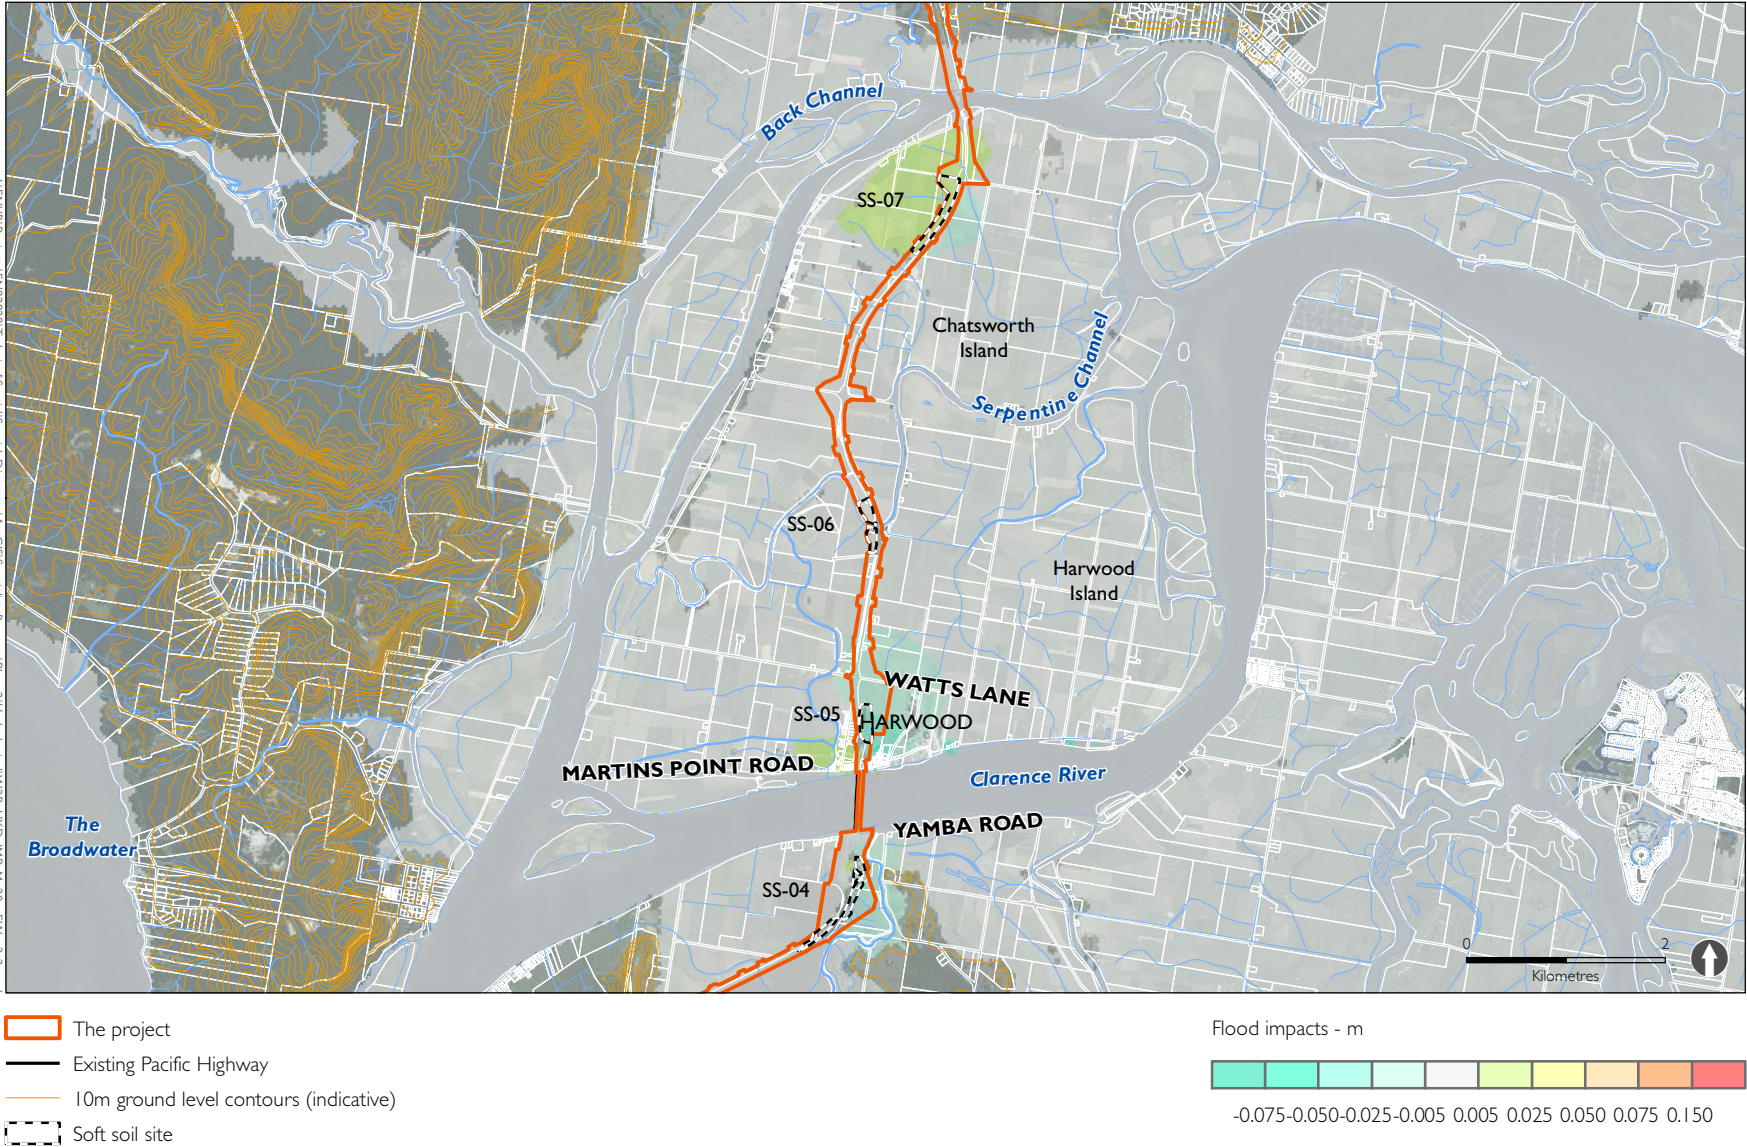 Back Channel
SS-07
Chatsworth
Island
Serpentine Channel
SS-06
Harwood
Island
WATTS LANE
SS-05
HARWOOD
MARTINS POINT ROAD
Clarence River
The
Broadwater
YAMBA ROAD
SS-04
0 2
Kilometres
The project
Existing Pacific Highway
10m ground level contours (indicative)
Soft soil site
Flood impacts - m
-0.075 -0.050 -0.025 -0.005 0.005 0.025 0.050 0.075 0.150